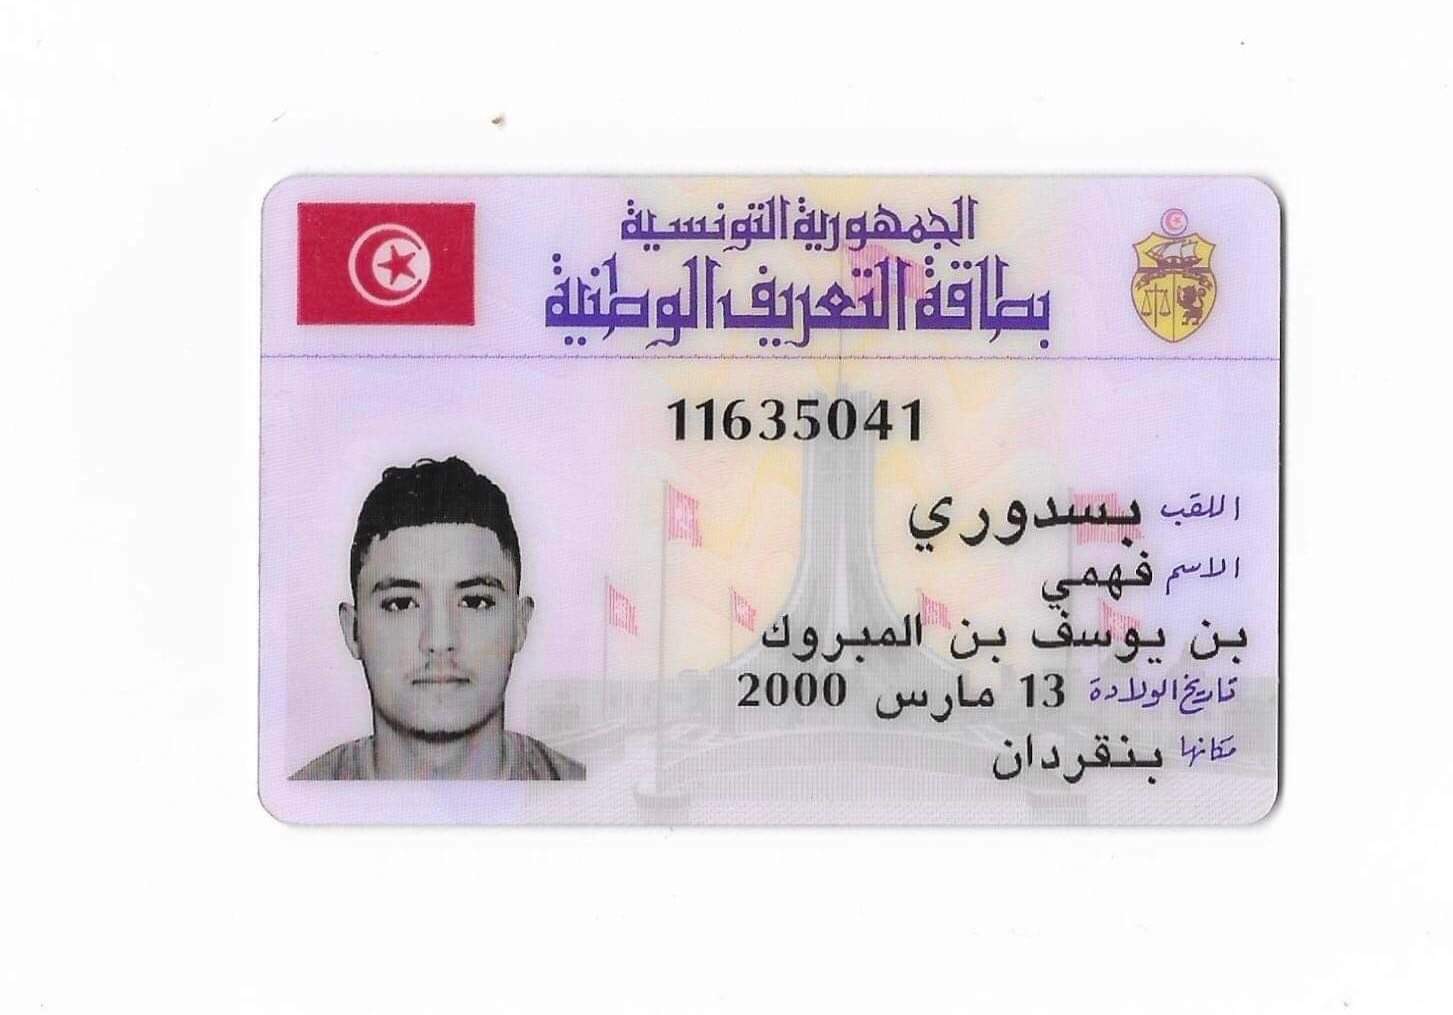 الجمهورية التونسية
بطاقة التعريف الوطنية
11635041
اللقب بسدوري
الاسم فهمي
بن يوسف بن المبروك
تاريخ الولادة 13 مارس 2000
مكانها بنقردان